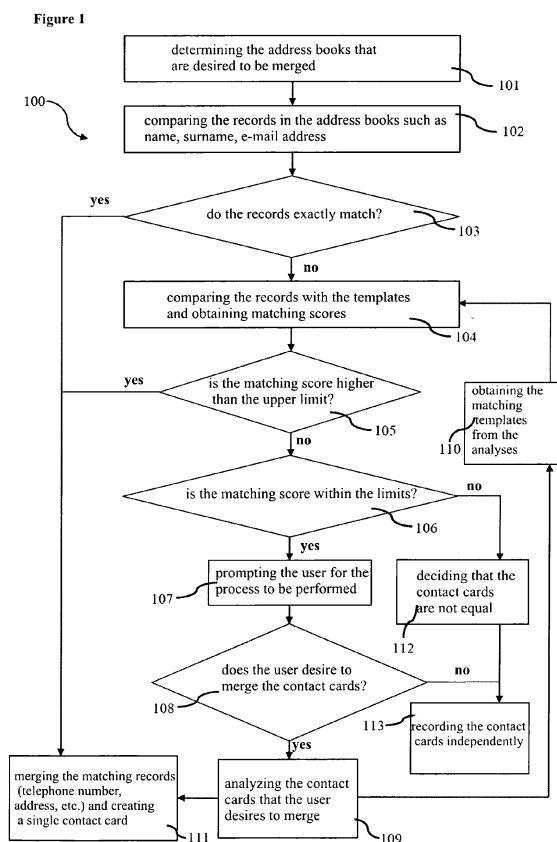 Figure 1
determining the address books that
are desired to be merged
101
100
comparing the records in the address books such as
name, surname, e-mail address
102
yes
do the records exactly match?
103
no
comparing the records with the templates
and obtaining matching scores
104
yes
is the matching score higher
than the upper limit?
105
obtaining the
matching
templates
from the
analyses
110
no
is the matching score within the limits?
106
no
yes
107
prompting the user for the
process to be performed
deciding that the
contact cards
are not equal
112
does the user desire to
merge the contact cards?
108
no
113
recording the contact
cards independently
yes
merging the matching records
(telephone number,
address, etc.) and creating
a single contact card
111
analyzing the contact
cards that the user
desires to merge
109